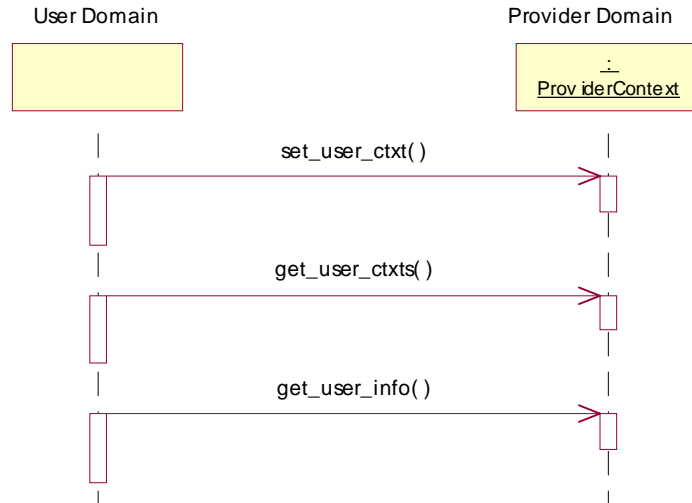 User Domain
Provider Domain
:
ProviderContext
set_user_ctxt()
get_user_ctxts()
get_user_info()